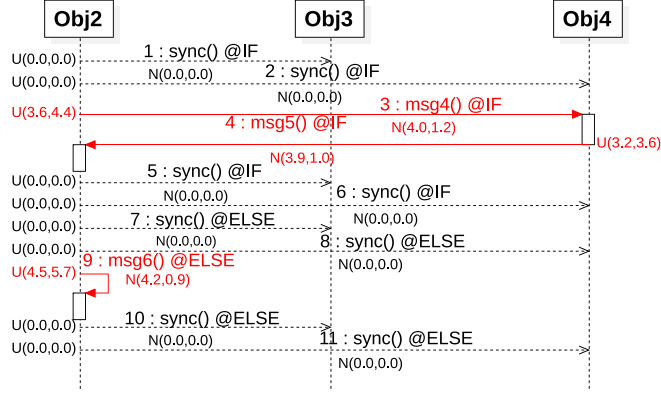 Obj2 Obj3 Obj4
1 : sync() @IF
U(0.0,0.0)
N(0.0,0.0)
2 : sync() @IF
U(0.0,0.0)
N(0.0,0.0)
3 : msg4() @IF
U(3.6,4.4)
N(4.0,1.2)
4 : msg5() @IF
U(3.2,3.6)
N(3.9,1.0)
5 : sync() @IF
U(0.0,0.0)
N(0.0,0.0)
6 : sync() @IF
U(0.0,0.0)
N(0.0,0.0)
7 : sync() @ELSE
U(0.0,0.0)
N(0.0,0.0)
8 : sync() @ELSE
U(0.0,0.0)
N(0.0,0.0)
9 : msg6() @ELSE
U(4.5,5.7)
N(4.2,0.9)
10 : sync() @ELSE
U(0.0,0.0)
N(0.0,0.0)
11 : sync() @ELSE
U(0.0,0.0)
N(0.0,0.0)